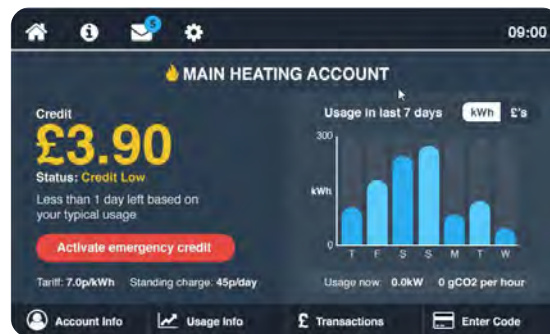 5
09:00
MAIN HEATING ACCOUNT
Credit
£3.90
Status: Credit Low
Less than 1 day left based on
your typical usage
Activate emergency credit
Tariff: 7.0p/kWh Standing charge: 45p/day
Usage in last 7 days kWh £'s
300
kWh
0
T F S S M T W
Usage now: 0.0kW 0 gCO2 per hour
Account Info Usage Info £ Transactions Enter Code